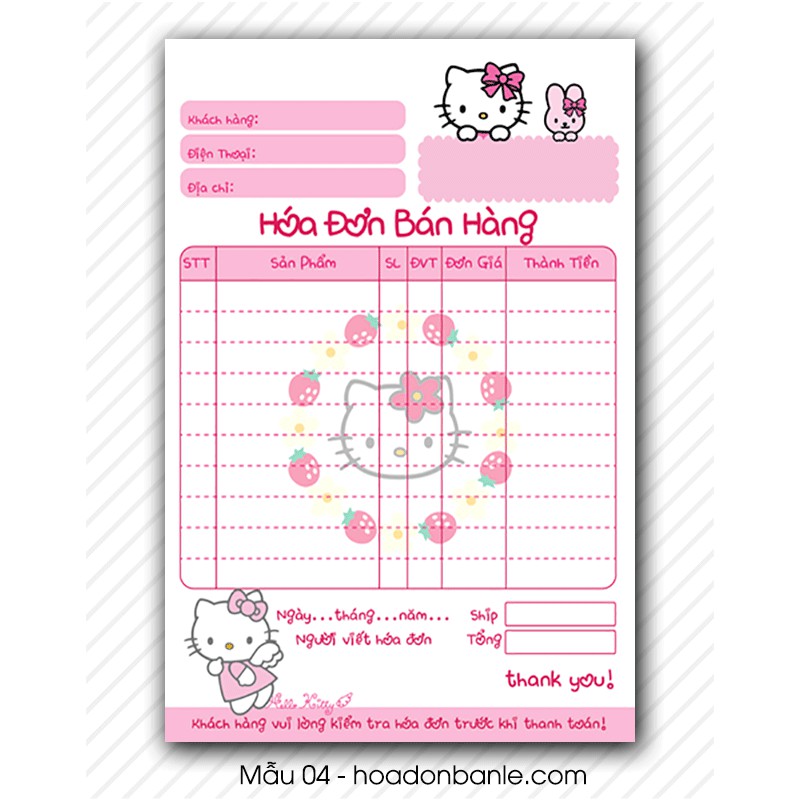 Khách hàng:
Điện Thoại:
Địa chỉ:
Hóa Đơn Bán Hàng
STT Sản Phẩm SL ĐVT Đơn Giá Thành Tiền
Ngày...tháng...năm... Ship
Người viết hóa đơn Tổng
thank you!
Hello Kitty
Khách hàng vui lòng kiểm tra hóa đơn trước khi thanh toán!
Mẫu 04 - hoadonbanle.com